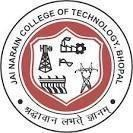 JAI NARAIN COLLEGE OF TECHNOLOGY, BHOPAL
• श्रद्धावान लभते ज्ञानम् •